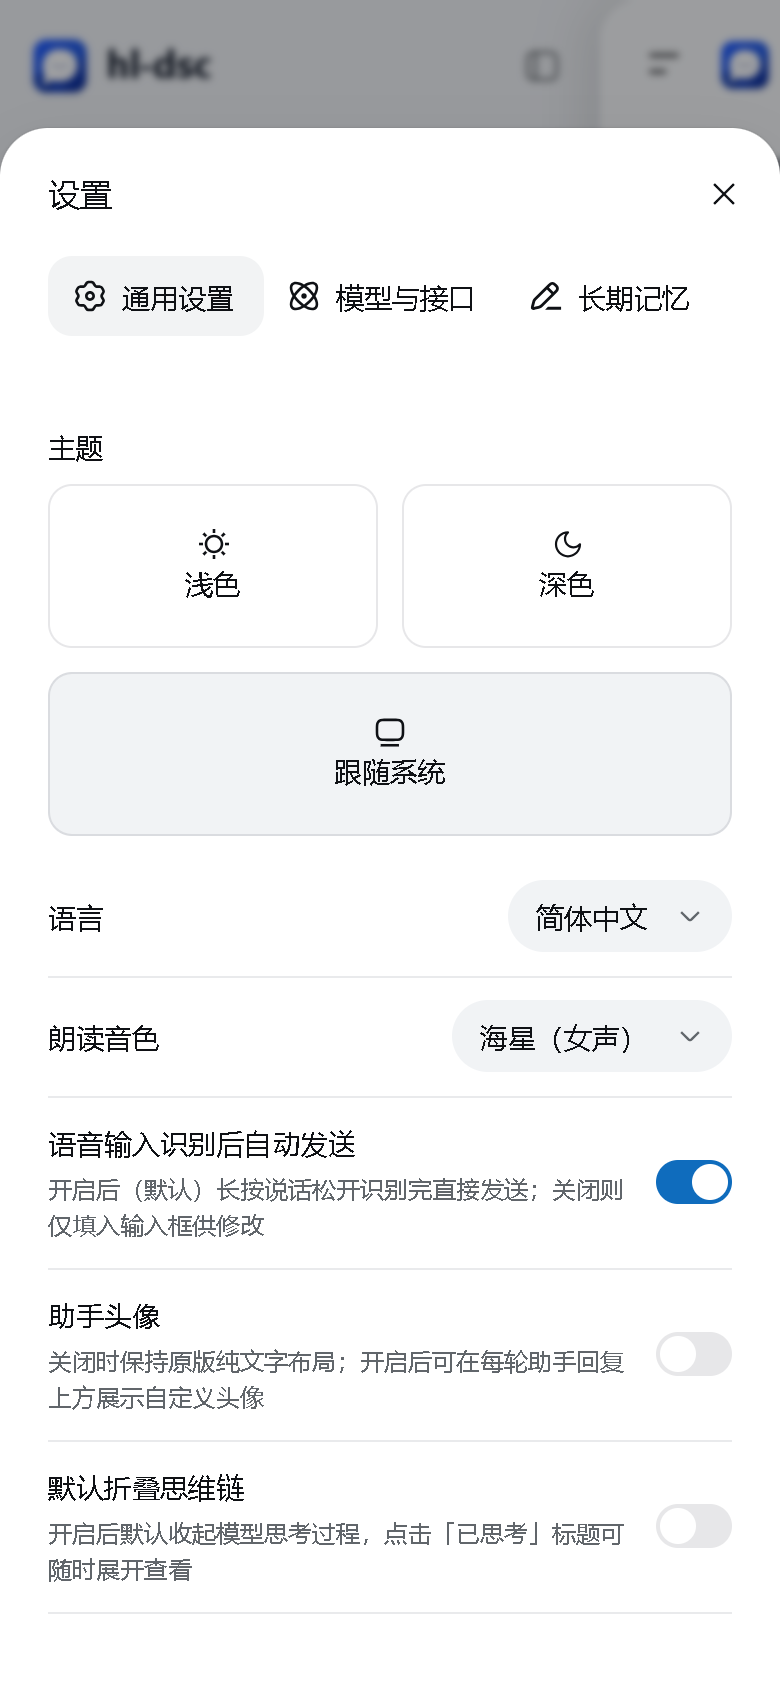 hl-dsc
设置
通用设置
模型与接口
长期记忆
主题
浅色
深色
跟随系统
语言
简体中文
朗读音色
海星（女声）
语音输入识别后自动发送
开启后（默认）长按说话松开识别完直接发送；关闭则
仅填入输入框供修改
助手头像
关闭时保持原版纯文字布局；开启后可在每轮助手回复
上方展示自定义头像
默认折叠思维链
开启后默认收起模型思考过程，点击「已思考」标题可
随时展开查看